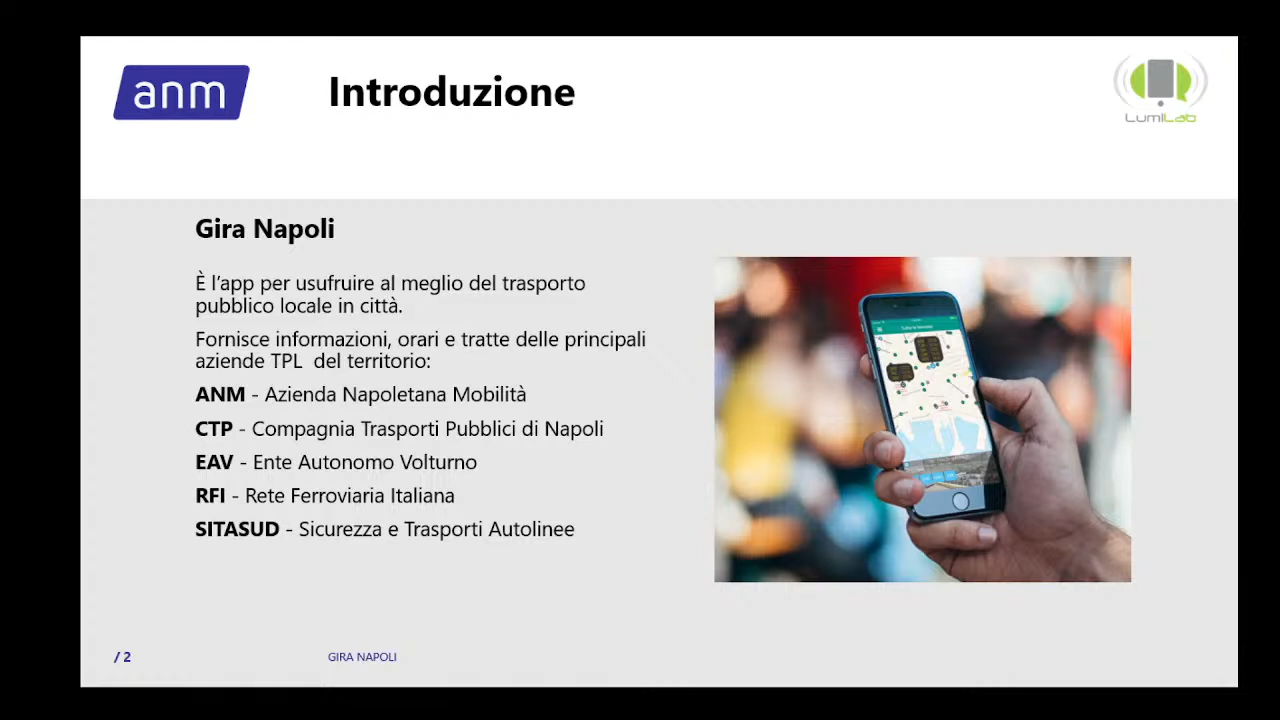 anm
Introduzione
LumiLab
Gira Napoli
È l’app per usufruire al meglio del trasporto
pubblico locale in città.
Fornisce informazioni, orari e tratte delle principali
aziende TPL  del territorio:
ANM - Azienda Napoletana Mobilità
CTP - Compagnia Trasporti Pubblici di Napoli
EAV - Ente Autonomo Volturno
RFI - Rete Ferroviaria Italiana
SITASUD - Sicurezza e Trasporti Autolinee
/ 2
GIRA NAPOLI